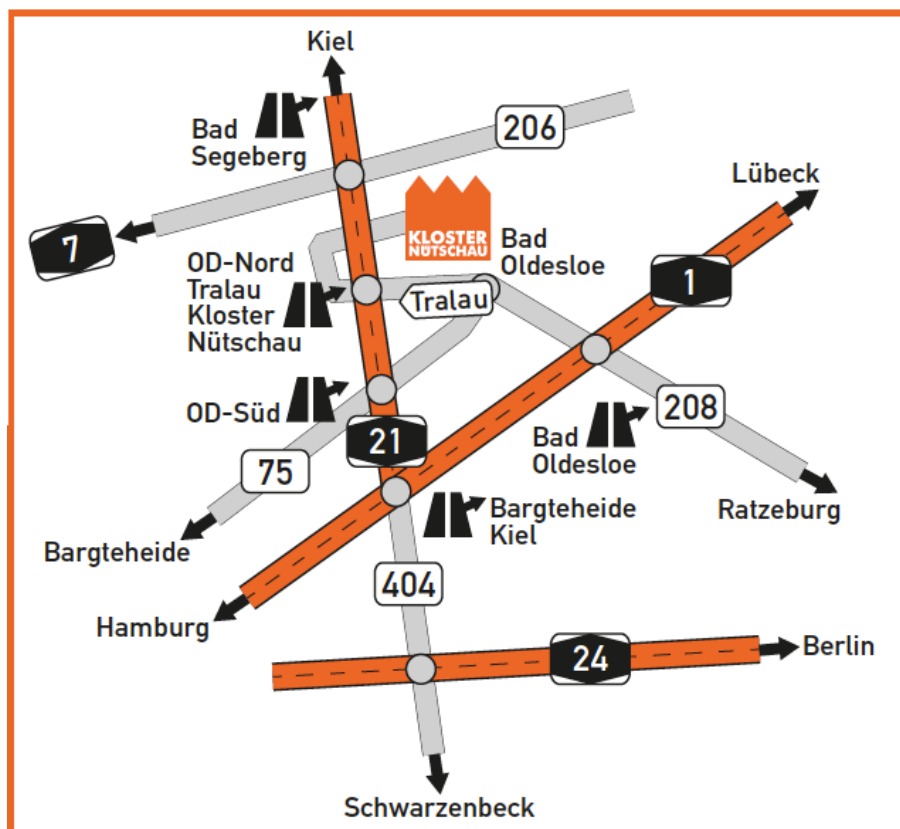 Kiel
Bad
Segeberg
206
Lübeck
7
KLOSTER
NÜTSCHAU
Bad
Oldesloe
1
OD-Nord
Tralau
Kloster
Nütschau
Tralau
OD-Süd
21
208
Bad
Oldesloe
75
Bargteheide
Kiel
Ratzeburg
Bargteheide
404
Hamburg
24
Berlin
Schwarzenbeck